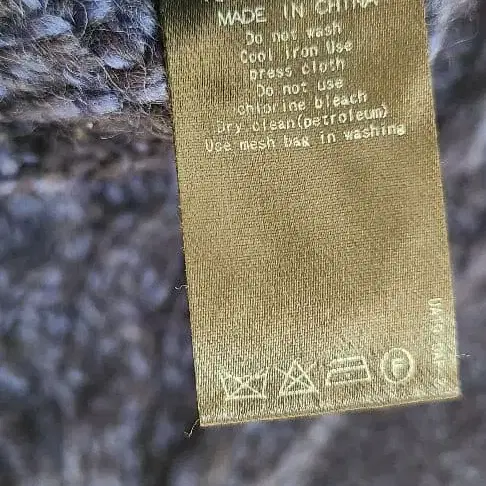 MADE IN CHINA
Do not wash
Cool iron Use
press cloth
Do not use
chlorine bleach
Dry clean(petroleum)
Use mesh bag in washing
F